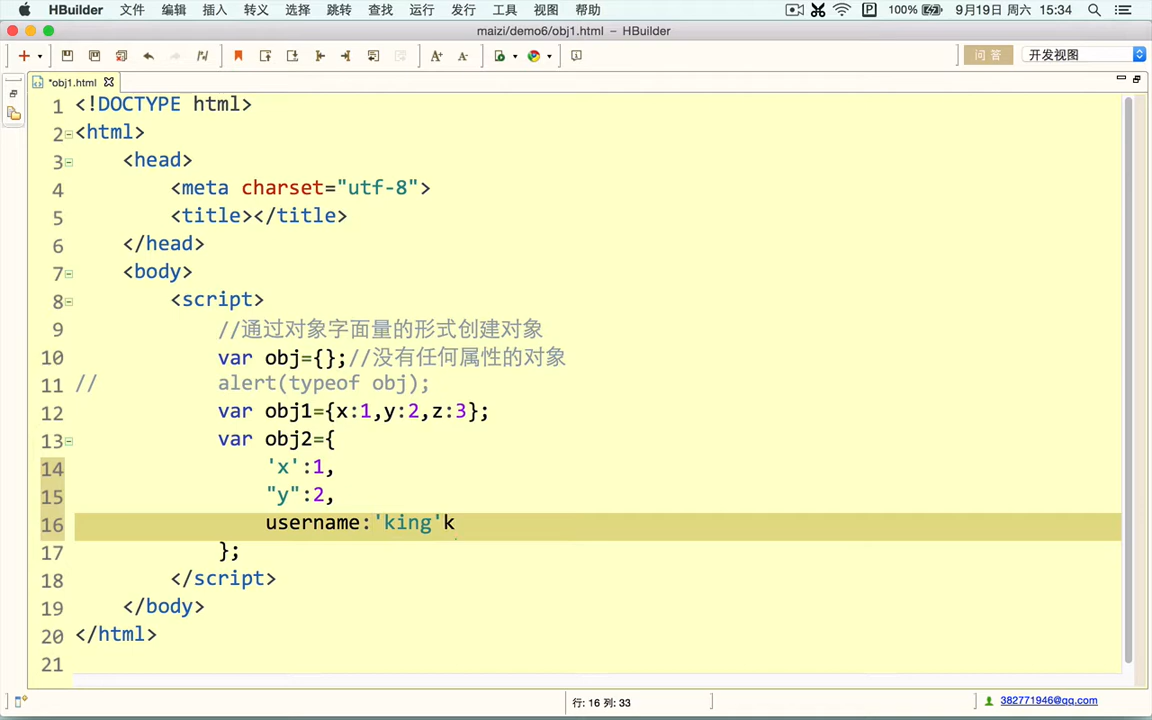 HBuilder 文件 编辑 插入 转义 选择 跳转 查找 运行 发行 工具 视图 帮助 100% 9月19日 周六 15:34
maizi/demo6/obj1.html – HBuilder
问 答 开发视图
*obj1.html
1 <!DOCTYPE html>
2 <html>
3 <head>
4 <meta charset="utf-8">
5 <title></title>
6 </head>
7 <body>
8 <script>
9 //通过对象字面量的形式创建对象
10 var obj={};//没有任何属性的对象
11 // alert(typeof obj);
12 var obj1={x:1,y:2,z:3};
13 var obj2={
14 'x':1,
15 "y":2,
16 username:'king'k
17 };
18 </script>
19 </body>
20 </html>
21
行: 16 列: 33 382771946@qq.com